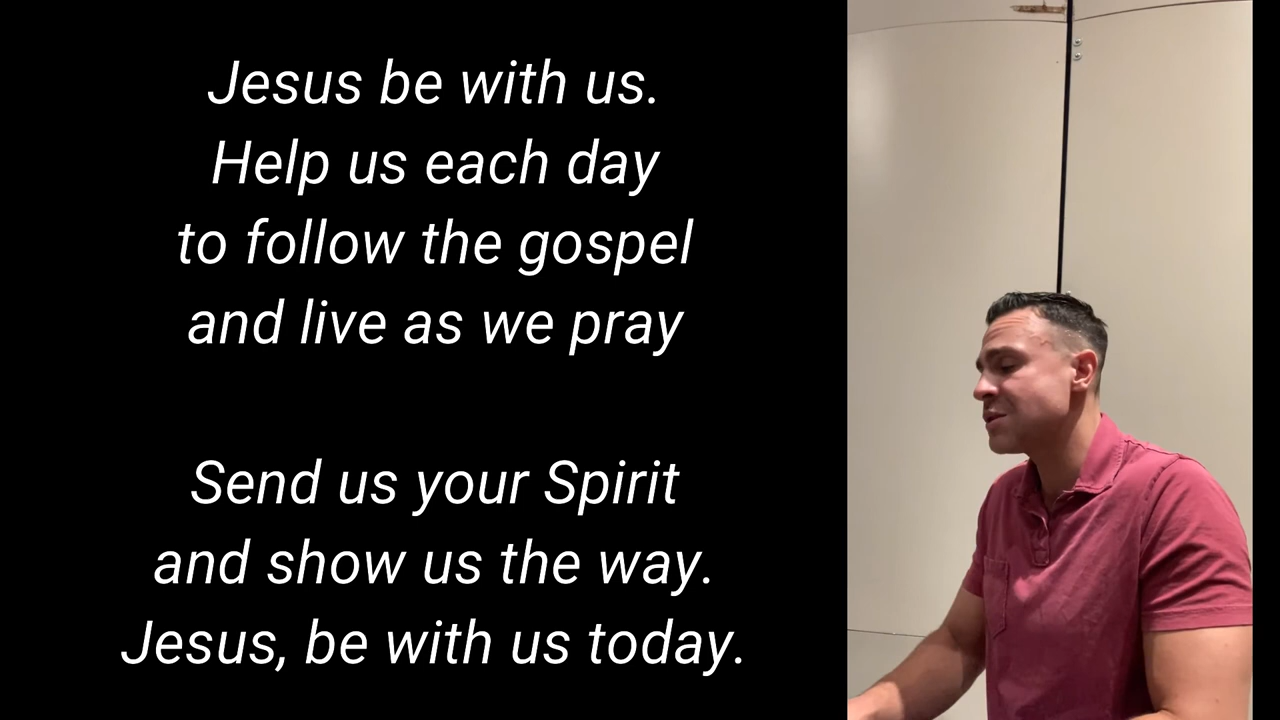 Jesus be with us.
Help us each day
to follow the gospel
and live as we pray
Send us your Spirit
and show us the way.
Jesus, be with us today.